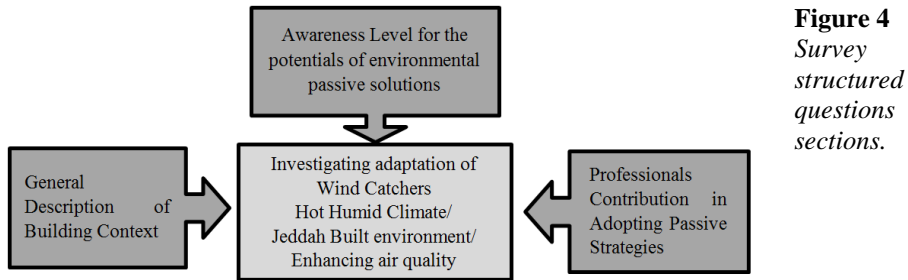 Awareness Level for the
potentials of environmental
passive solutions
General
Description of
Building Context
Investigating adaptation of
Wind Catchers
Hot Humid Climate/
Jeddah Built environment/
Enhancing air quality
Professionals
Contribution in
Adopting Passive
Strategies
Figure 4
Survey
structured
questions
sections.